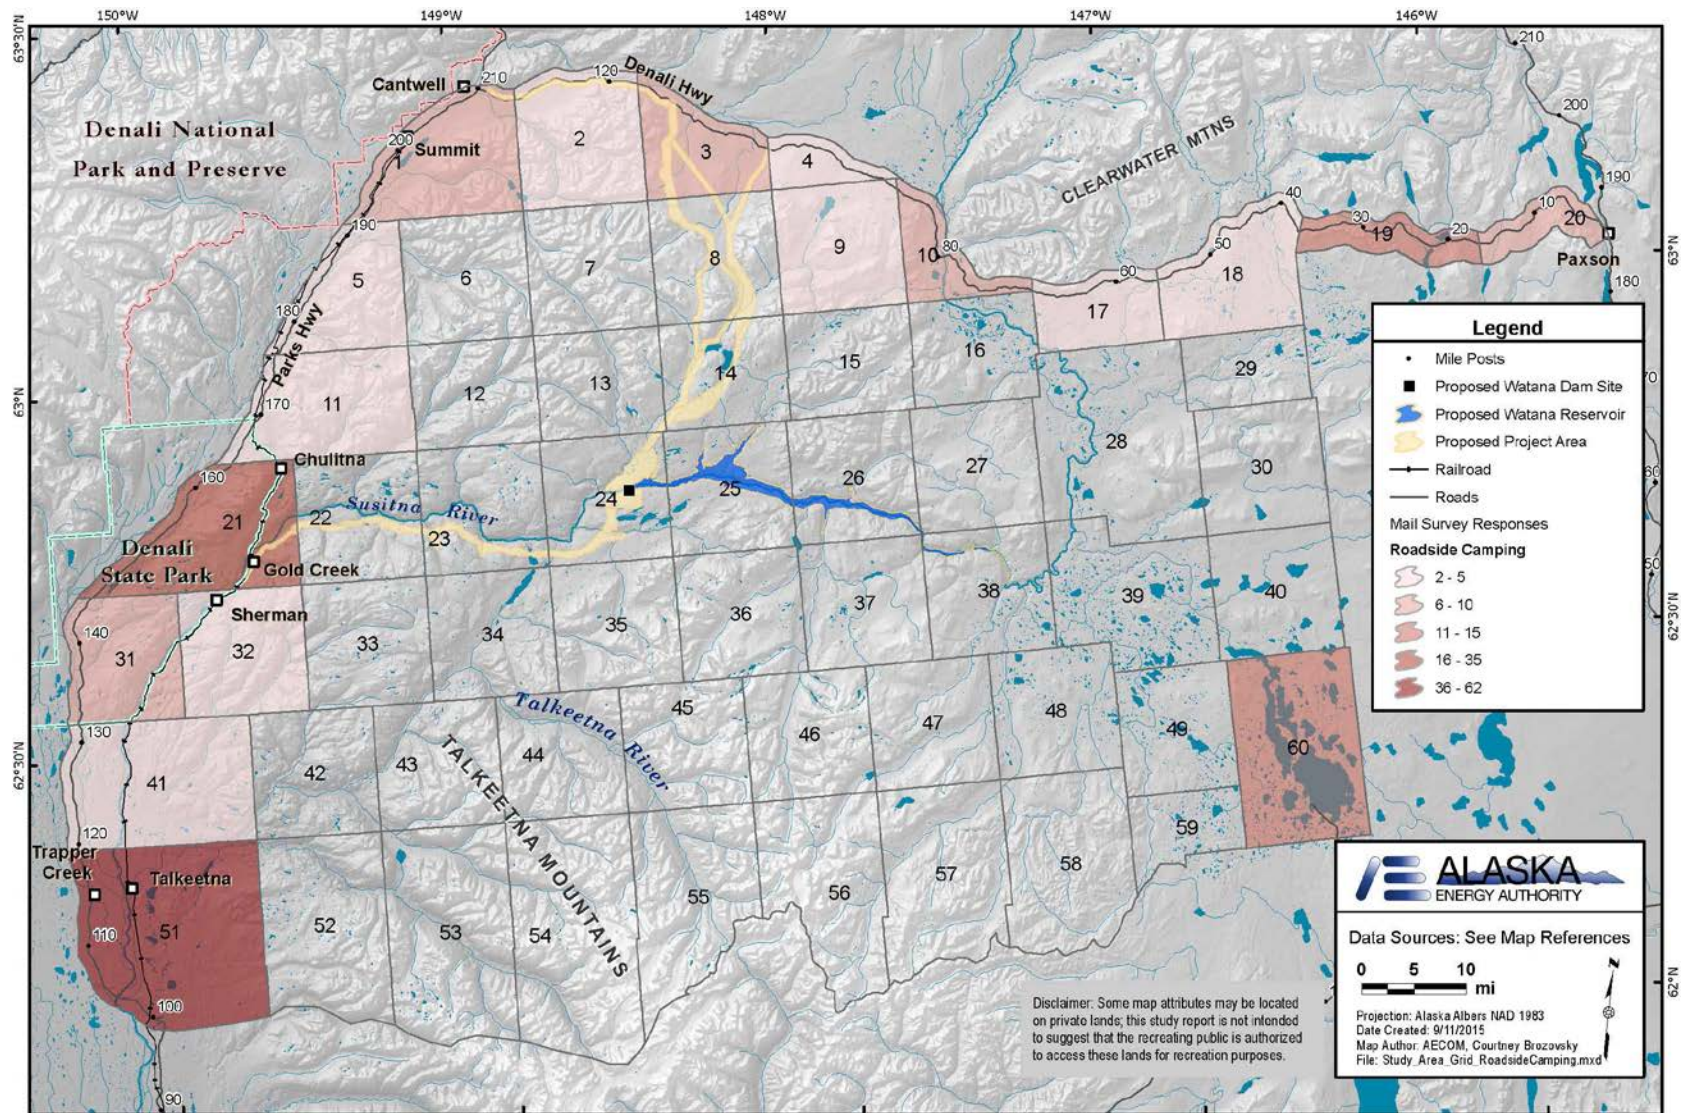 150°W
149°W
148°W
147°W
146°W
63°30'N
63°N
62°30'N
63°N
62°30'N
62°N
Denali National
Park and Preserve
Cantwell
Summit
Denali Hwy
CLEARWATER MTNS
Paxson
Parks Hwy
Chulitna
Susitna River
Denali
State Park
Gold Creek
Sherman
Talkeetna River
TALKEETNA MOUNTAINS
Trapper
Creek
Talkeetna
210
120
200
190
180
170
160
140
130
120
110
100
90
80
60
50
40
30
20
10
210
200
190
180
70
60
50
1
2
3
4
5
6
7
8
9
10
11
12
13
14
15
16
17
18
19
20
21
22
23
24
25
26
27
28
29
30
31
32
33
34
35
36
37
38
39
40
41
42
43
44
45
46
47
48
49
51
52
53
54
55
56
57
58
59
60
Legend
Mile Posts
Proposed Watana Dam Site
Proposed Watana Reservoir
Proposed Project Area
Railroad
Roads
Mail Survey Responses
Roadside Camping
2 - 5
6 - 10
11 - 15
16 - 35
36 - 62
ALASKA
ENERGY AUTHORITY
Data Sources: See Map References
0 5 10
mi
N
Projection: Alaska Albers NAD 1983
Date Created: 9/11/2015
Map Author: AECOM, Courtney Brozovsky
File: Study_Area_Grid_RoadsideCamping.mxd
Disclaimer: Some map attributes may be located
on private lands; this study report is not intended
to suggest that the recreating public is authorized
to access these lands for recreation purposes.